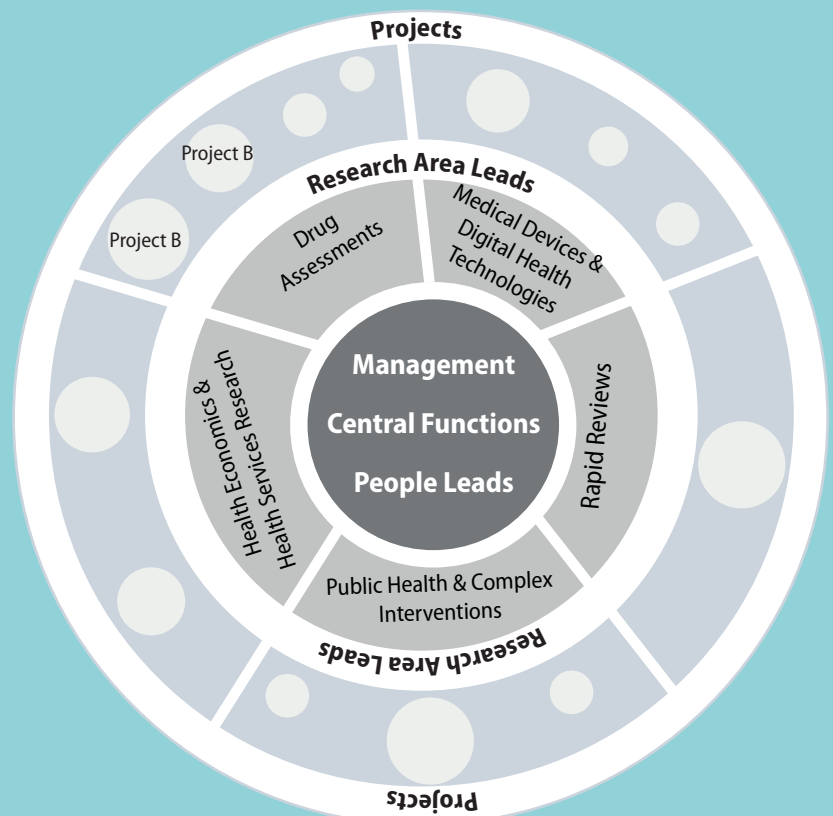 Projects
Project B
Project B
Research Area Leads
Drug
Assessments
Medical Devices &
Digital Health
Technologies
Management
Central Functions
People Leads
Health Economics &
Health Services Research
Rapid Reviews
Public Health & Complex
Interventions
Research Area Leads
Projects